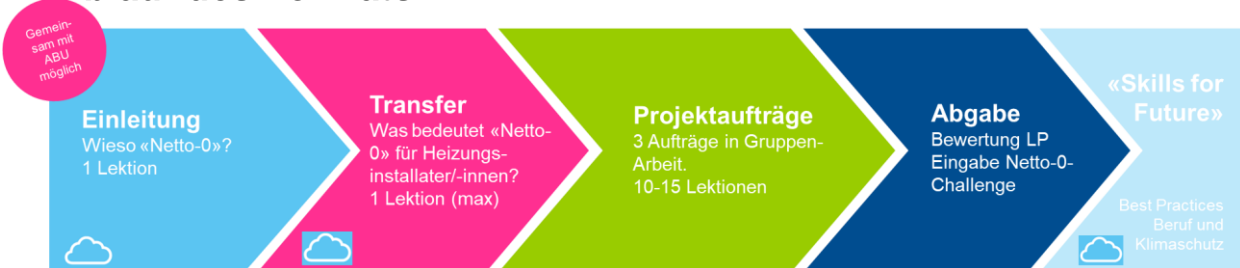 Gemein-
sam mit
ABU
möglich
Einleitung
Wieso «Netto-0»?
1 Lektion
Transfer
Was bedeutet «Netto-
0» für Heizungs-
installater/-innen?
1 Lektion (max)
Projektaufträge
3 Aufträge in Gruppen-
Arbeit.
10-15 Lektionen
Abgabe
Bewertung LP
Eingabe Netto-0-
Challenge
«Skills for
Future»
Best Practices
Beruf und
Klimaschutz